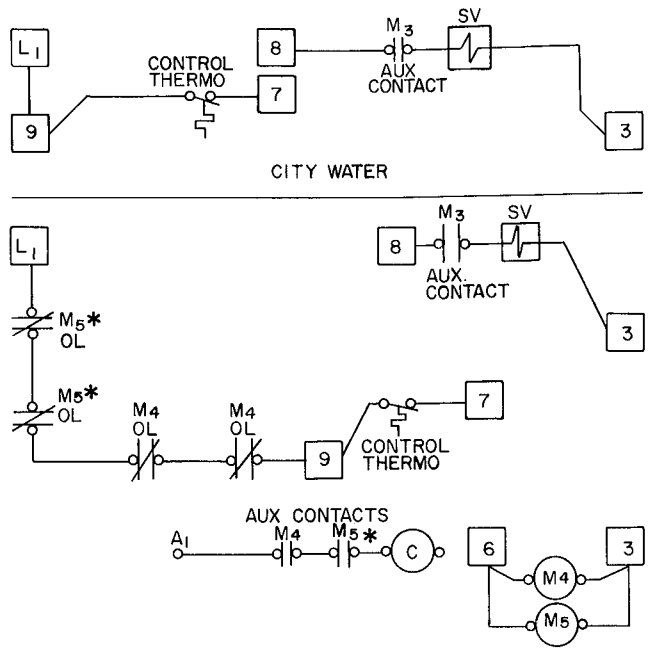 L1
CONTROL
THERMO
8
M3
SV
AUX
CONTACT
9
7
3
CITY WATER
L1
8
M3
SV
AUX.
CONTACT
3
M5*
OL
M5*
OL
M4
OL
M4
OL
9
7
CONTROL
THERMO
AUX CONTACTS
A1
M4
M5*
C
6
3
M4
M5